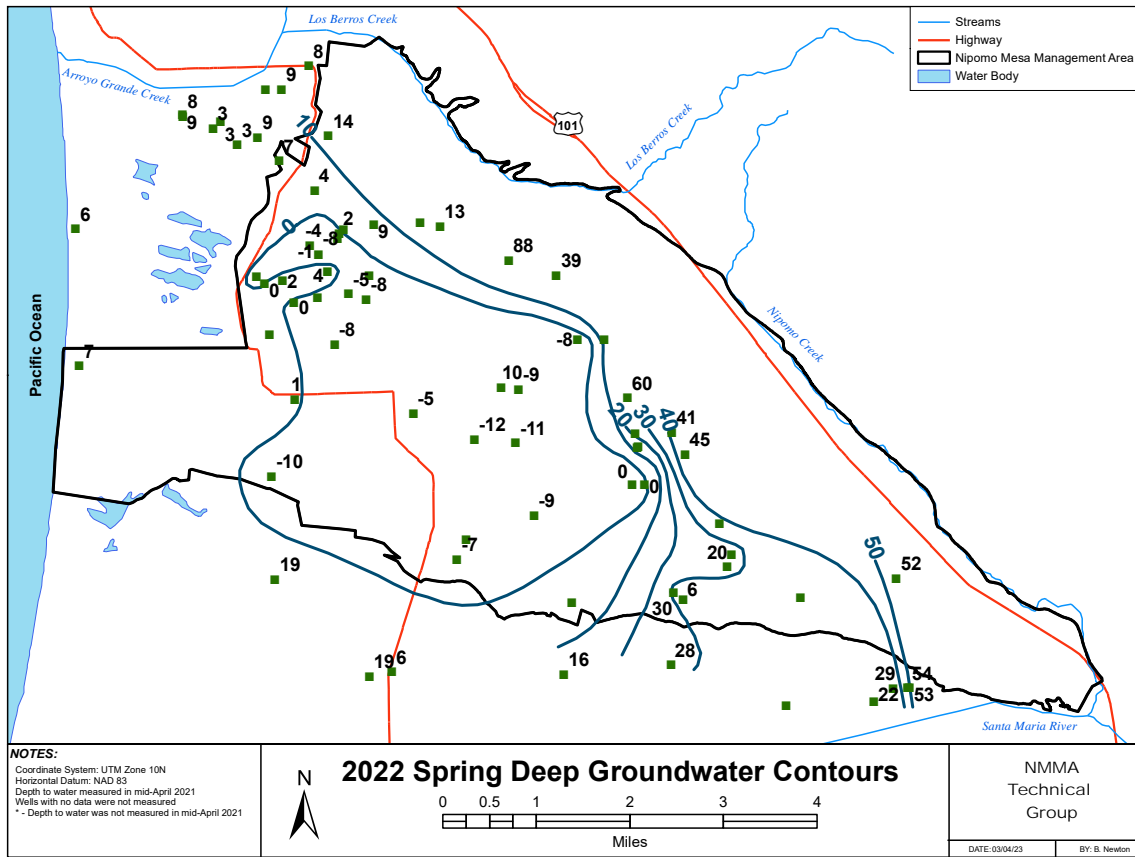 Los Berros Creek
Streams
Highway
Nipomo Mesa Management Area
Water Body
8
9
Arroyo Grande Creek
8
9
3
3
9
7
10
14
101
Los Berros Creek
4
6
0
2
-4
-8
-1
9
13
88
39
0
2
4
0
-5
-8
-8
-8
Nipomo Creek
Pacific Ocean
7
1
10
-9
-5
60
20
30
40
41
45
-12
-11
-10
0
0
-9
-7
20
50
52
19
6
30
19
6
16
28
29
54
22
53
Santa Maria River
NOTES:
Coordinate System: UTM Zone 10N
Horizontal Datum: NAD 83
Depth to water measured in mid-April 2021
Wells with no data were not measured
* - Depth to water was not measured in mid-April 2021
N
2022 Spring Deep Groundwater Contours
0 0.5 1 2 3 4
Miles
NMMA
Technical
Group
DATE: 03/04/23
BY: B. Newton